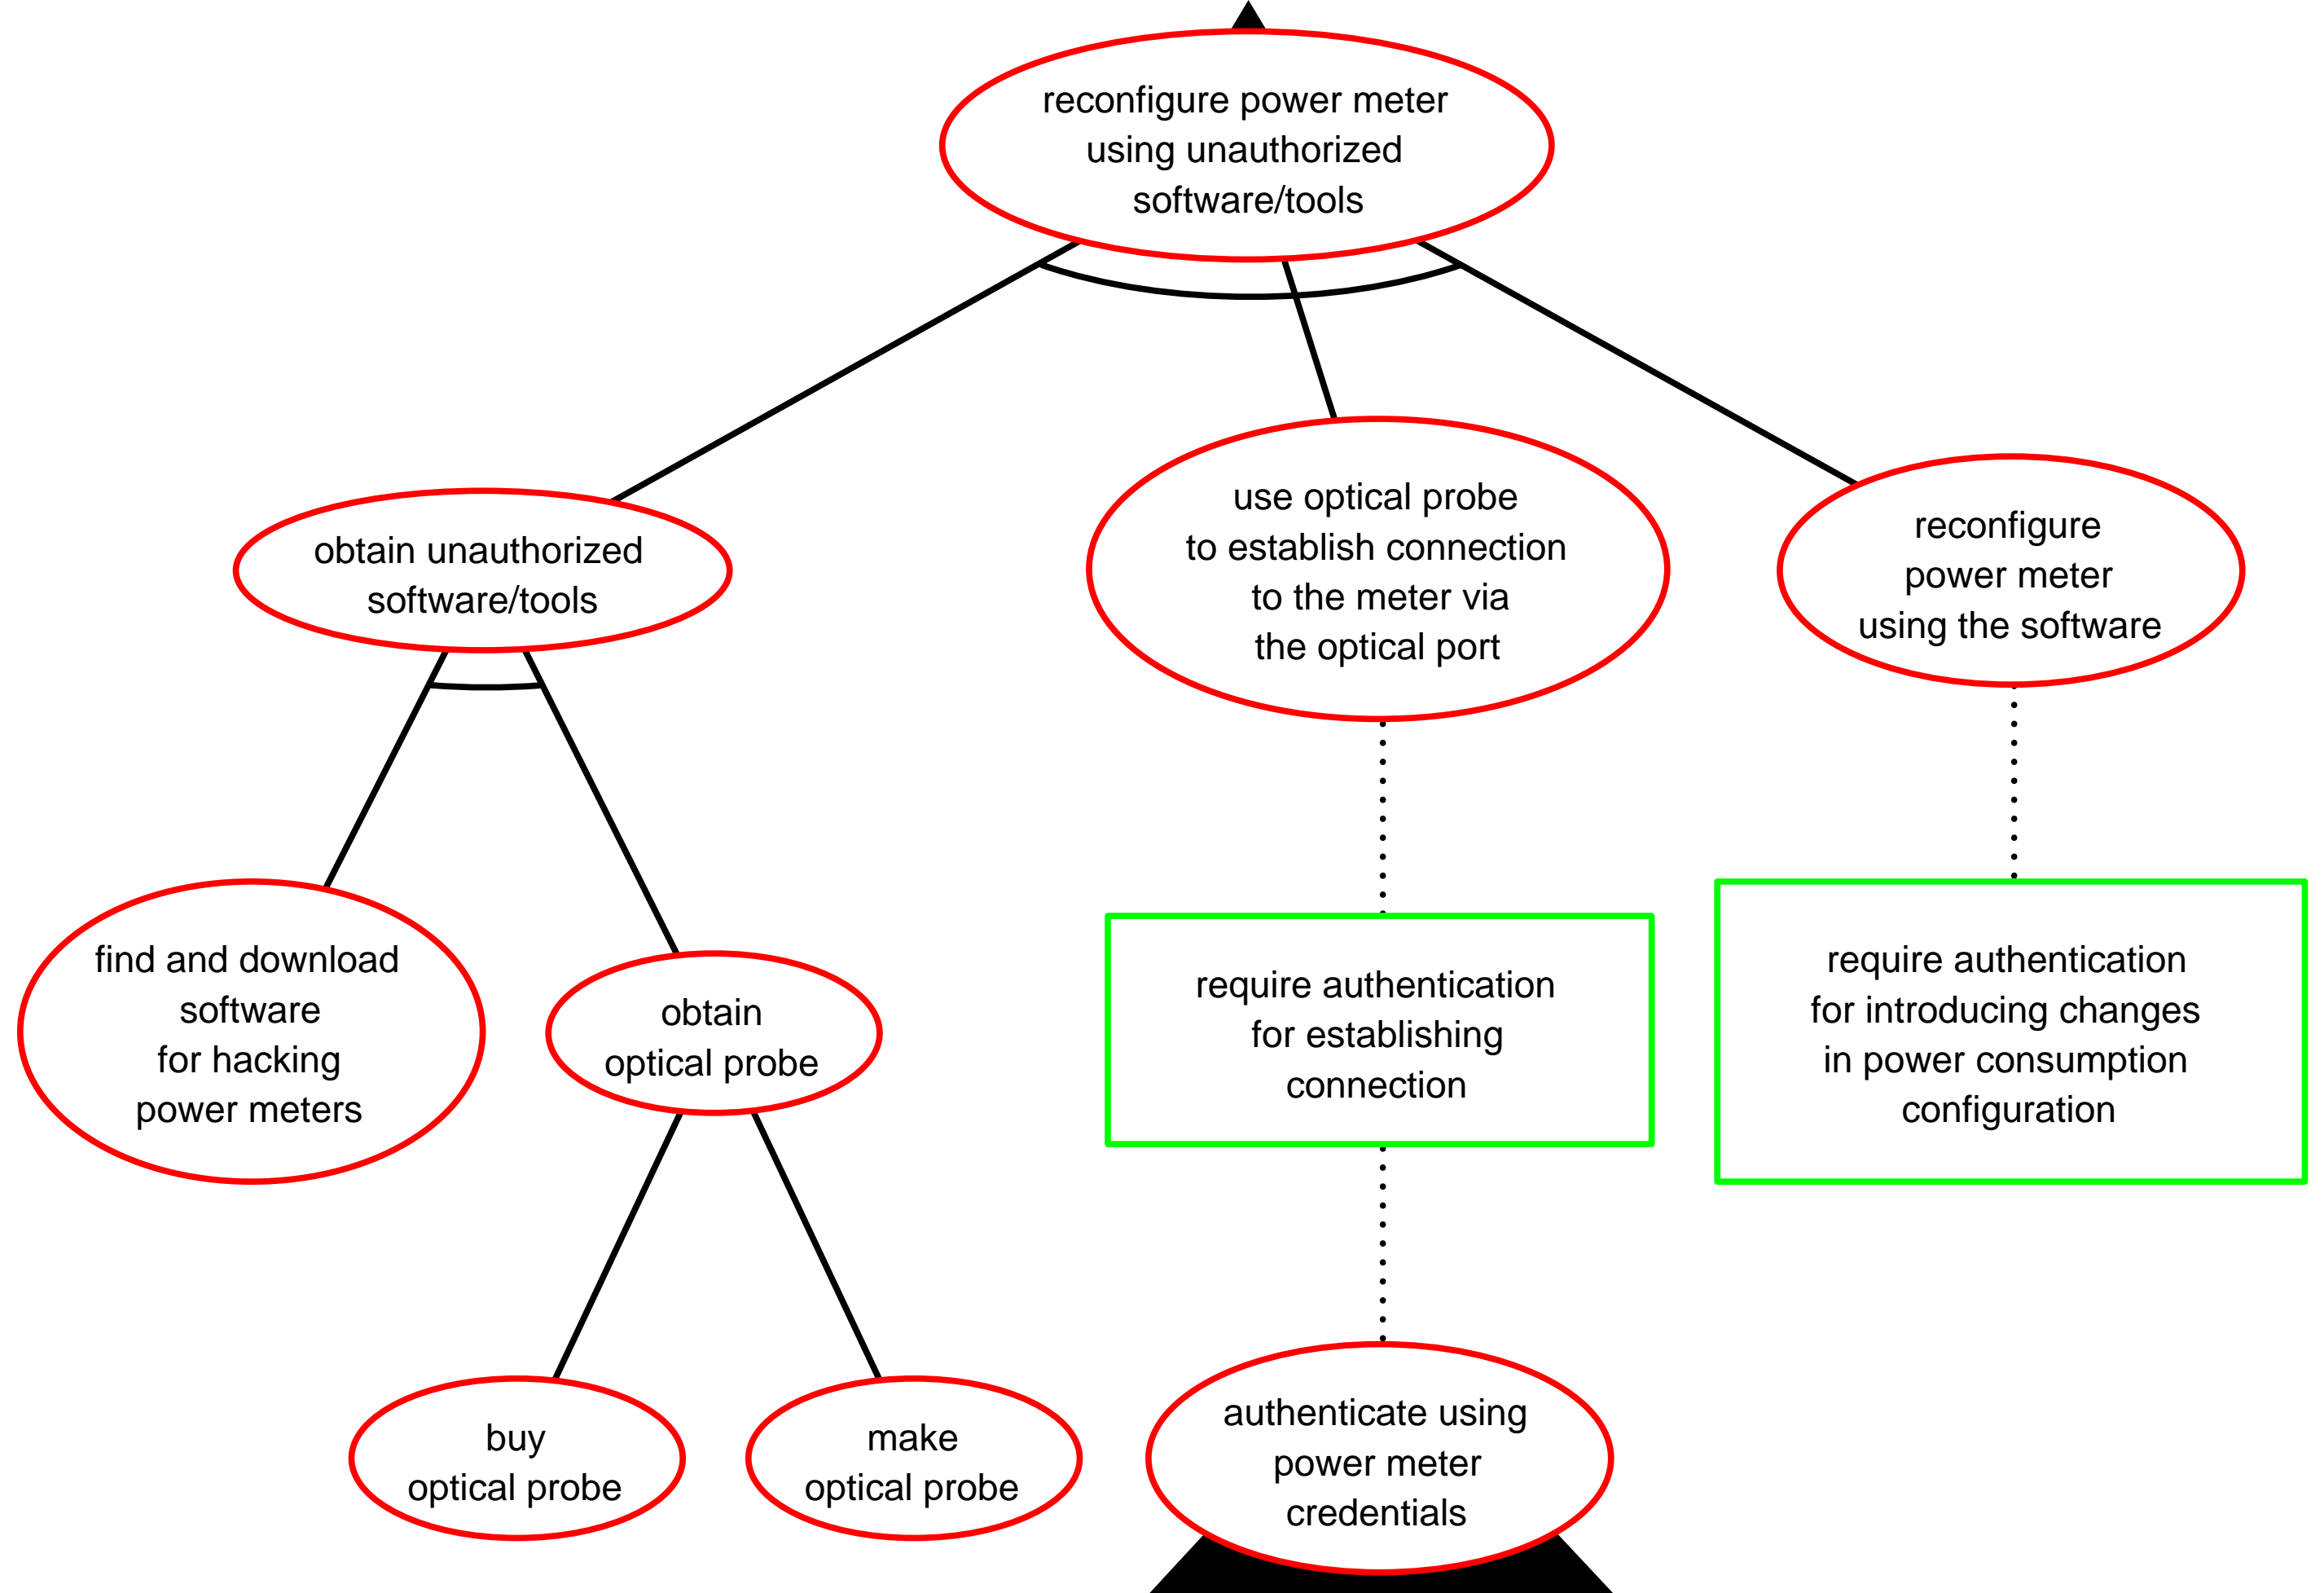 reconfigure power meter
using unauthorized
software/tools
obtain unauthorized
software/tools
use optical probe
to establish connection
to the meter via
the optical port
reconfigure
power meter
using the software
find and download
software
for hacking
power meters
obtain
optical probe
require authentication
for establishing
connection
require authentication
for introducing changes
in power consumption
configuration
buy
optical probe
make
optical probe
authenticate using
power meter
credentials